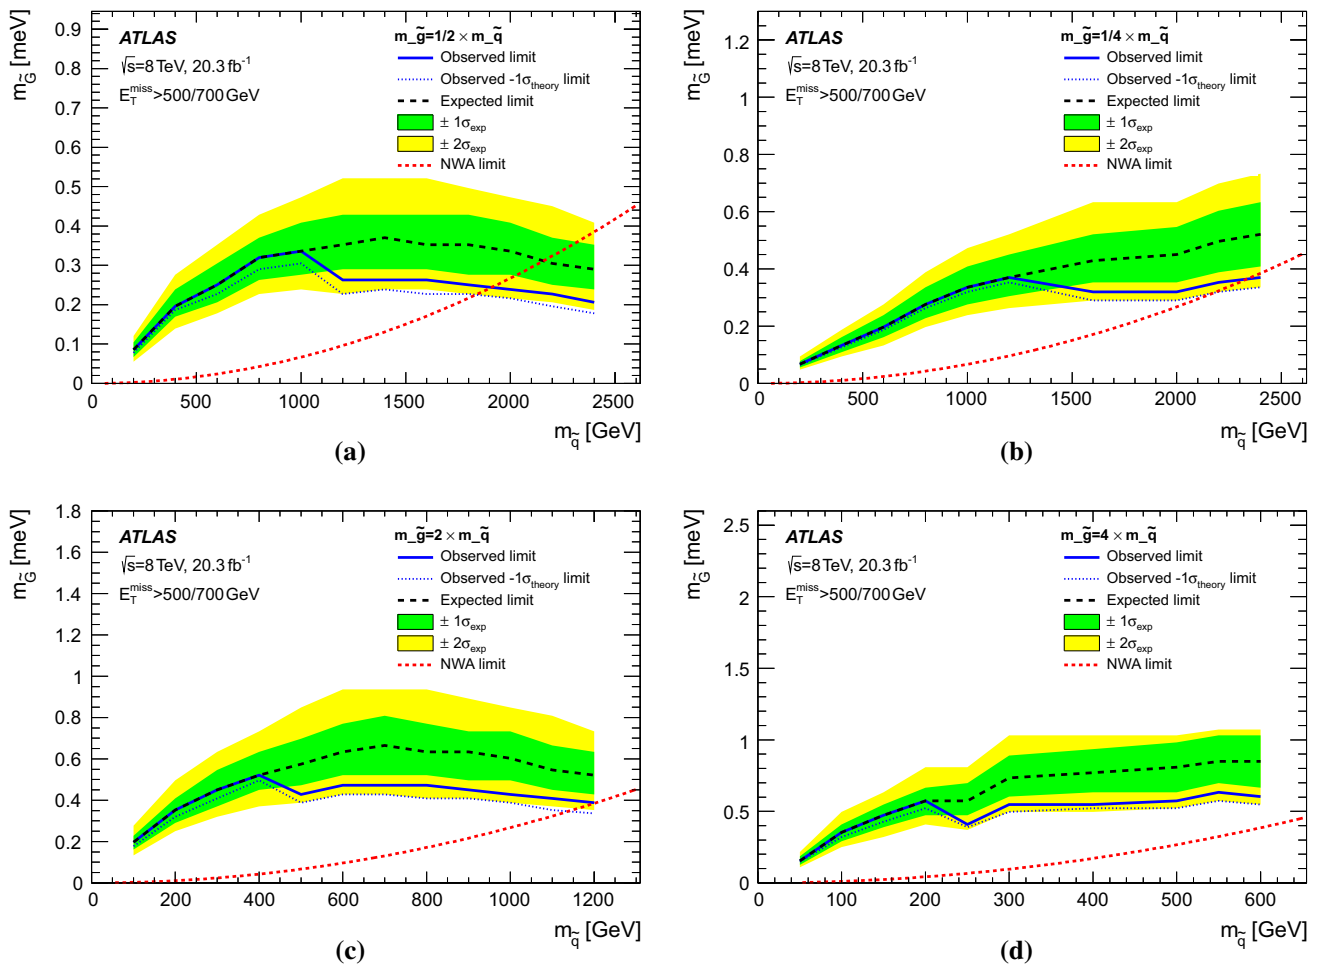 m_G̃ [meV]
ATLAS
√s=8 TeV, 20.3 fb⁻¹
E_T^miss>500/700 GeV
m_g̃=1/2 × m_q̃
Observed limit
Observed -1σ_theory limit
Expected limit
± 1σ_exp
± 2σ_exp
NWA limit
0.9
0.8
0.7
0.6
0.5
0.4
0.3
0.2
0.1
0
0 500 1000 1500 2000 2500
m_q̃ [GeV]
(a)
m_G̃ [meV]
ATLAS
√s=8 TeV, 20.3 fb⁻¹
E_T^miss>500/700 GeV
m_g̃=1/4 × m_q̃
Observed limit
Observed -1σ_theory limit
Expected limit
± 1σ_exp
± 2σ_exp
NWA limit
1.2
1
0.8
0.6
0.4
0.2
0
0 500 1000 1500 2000 2500
m_q̃ [GeV]
(b)
m_G̃ [meV]
ATLAS
√s=8 TeV, 20.3 fb⁻¹
E_T^miss>500/700 GeV
m_g̃=2 × m_q̃
Observed limit
Observed -1σ_theory limit
Expected limit
± 1σ_exp
± 2σ_exp
NWA limit
1.8
1.6
1.4
1.2
1
0.8
0.6
0.4
0.2
0
0 200 400 600 800 1000 1200
m_q̃ [GeV]
(c)
m_G̃ [meV]
ATLAS
√s=8 TeV, 20.3 fb⁻¹
E_T^miss>500/700 GeV
m_g̃=4 × m_q̃
Observed limit
Observed -1σ_theory limit
Expected limit
± 1σ_exp
± 2σ_exp
NWA limit
2.5
2
1.5
1
0.5
0
0 100 200 300 400 500 600
m_q̃ [GeV]
(d)